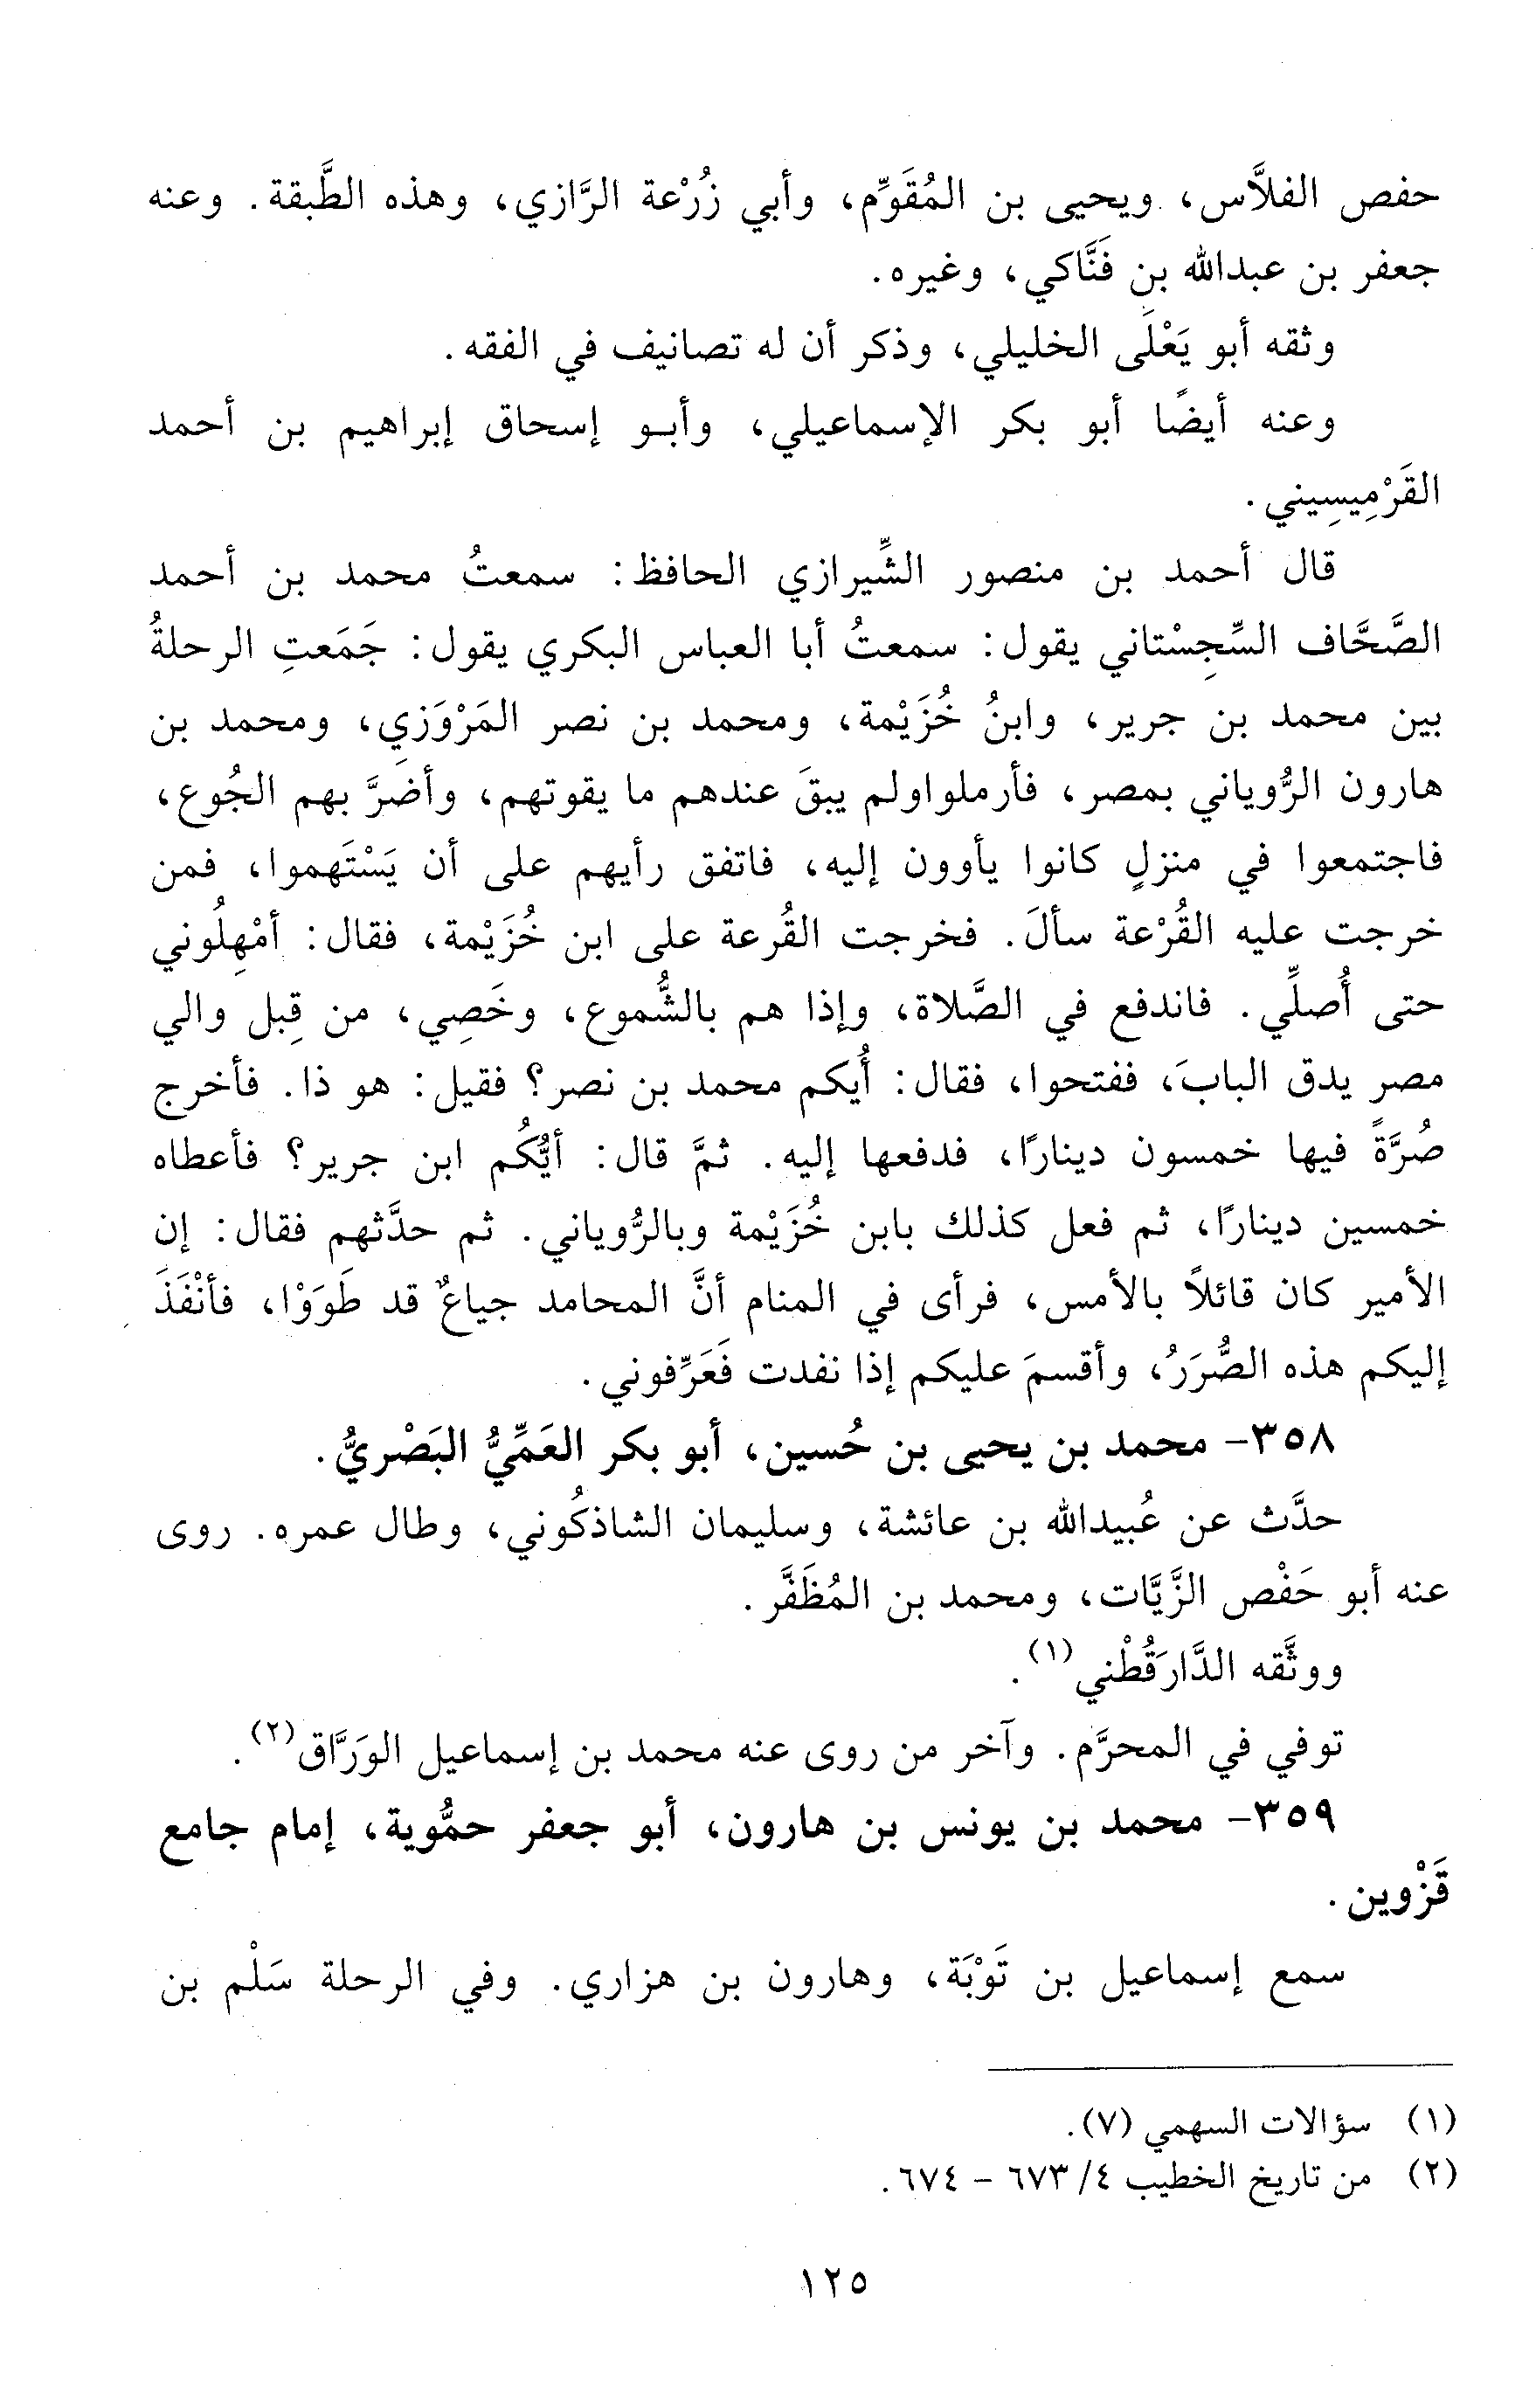 حفص الفلاَّس، ويحيى بن المُقَوِّم، وأبي زُرْعة الرَّازي، وهذه الطَّبقة. وعنه
جعفر بن عبدالله بن فَنَّاكي، وغيره.
وثقه أبو يَعْلَى الخليلي، وذكر أن له تصانيف في الفقه.
وعنه أيضًا أبو بكر الإسماعيلي، وأبو إسحاق إبراهيم بن أحمد
القَرْمِيسِيني.
قال أحمد بن منصور الشِّيرازي الحافظ: سمعتُ محمد بن أحمد
الصَّحَّاف السِّجِسْتاني يقول: سمعتُ أبا العباس البكري يقول: جَمَعتِ الرحلةُ
بين محمد بن جرير، وابنُ خُزَيْمة، ومحمد بن نصر المَرْوَزِي، ومحمد بن
هارون الرُّوياني بمصر، فأرملواولم يبقَ عندهم ما يقوتهم، وأضرَّ بهم الجُوع،
فاجتمعوا في منزلٍ كانوا يأوون إليه، فاتفق رأيهم على أن يَسْتَهموا، فمن
خرجت عليه القُرْعة سألَ. فخرجت القُرعة على ابن خُزَيْمة، فقال: أمْهِلُوني
حتى أُصلِّي. فاندفع في الصَّلاة، وإذا هم بالشُّموع، وخَصِي، من قِبل والي
مصر يدق البابَ، ففتحوا، فقال: أُيكم محمد بن نصر؟ فقيل: هو ذا. فأخرج
صُرَّةً فيها خمسون دينارًا، فدفعها إليه. ثمَّ قال: أيُّكُم ابن جرير؟ فأعطاه
خمسين دينارًا، ثم فعل كذلك بابن خُزَيْمة وبالرُّوياني. ثم حدَّثهم فقال: إن
الأمير كان قائلاً بالأمس، فرأى في المنام أنَّ المحامد جياعٌ قد طَوَوْا، فأنْفَذَ
إليكم هذه الصُّرَرُ، وأقسمَ عليكم إذا نفدت فَعَرِّفوني.
٣٥٨- محمد بن يحيى بن حُسين، أبو بكر العَمِّيُّ البَصْريُّ.
حدَّث عن عُبيدالله بن عائشة، وسليمان الشاذكُوني، وطال عمره. روى
عنه أبو حَفْص الزَّيَّات، ومحمد بن المُظَفَّر.
ووثَّقه الدَّارَقُطْني(١).
توفي في المحرَّم. وآخر من روى عنه محمد بن إسماعيل الورَّاق(٢).
٣٥٩- محمد بن يونس بن هارون، أبو جعفر حمُّوية، إمام جامع
قَزْوين.
سمع إسماعيل بن تَوْبَة، وهارون بن هزاري. وفي الرحلة سَلْم بن
(١) سؤالات السهمي (٧).
(٢) من تاريخ الخطيب ٤/ ٦٧٣ - ٦٧٤.
١٢٥